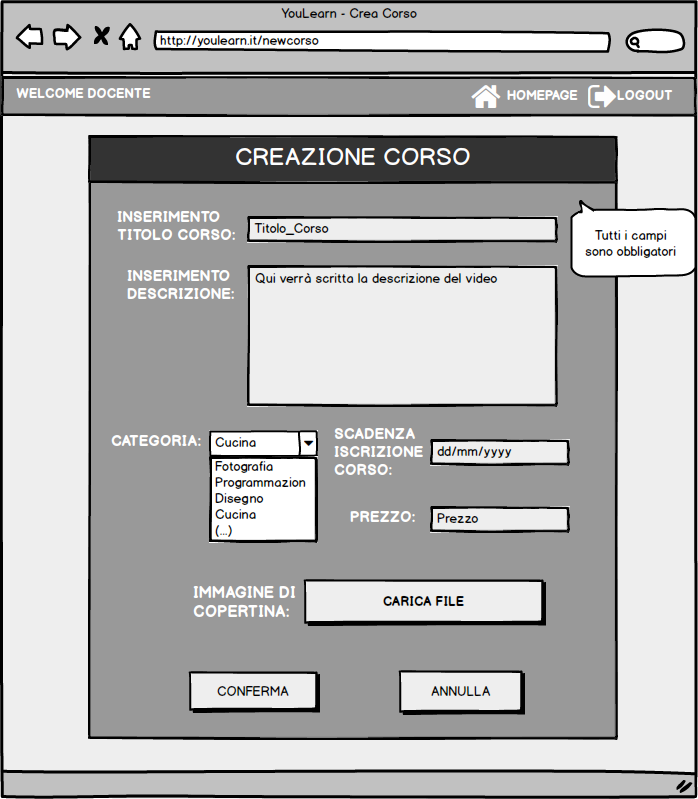 YouLearn - Crea Corso
http://youlearn.it/newcorso
WELCOME DOCENTE
HOMEPAGE
LOGOUT
CREAZIONE CORSO
INSERIMENTO
TITOLO CORSO:
Titolo_Corso
Tutti i campi
sono obbligatori
INSERIMENTO
DESCRIZIONE:
Qui verrà scritta la descrizione del video
CATEGORIA:
Cucina
Fotografia
Programmazion
Disegno
Cucina
(...)
SCADENZA
ISCRIZIONE
CORSO:
dd/mm/yyyy
PREZZO:
Prezzo
IMMAGINE DI
COPERTINA:
CARICA FILE
CONFERMA
ANNULLA